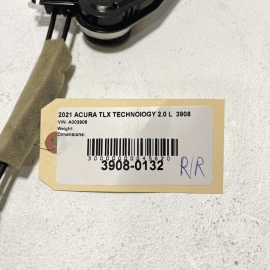 2021 ACURA TLX TECHNOIOGY 2.0 L 3908
VIN: A003908
Weight:
Dimensions:
3908-0132
R/R